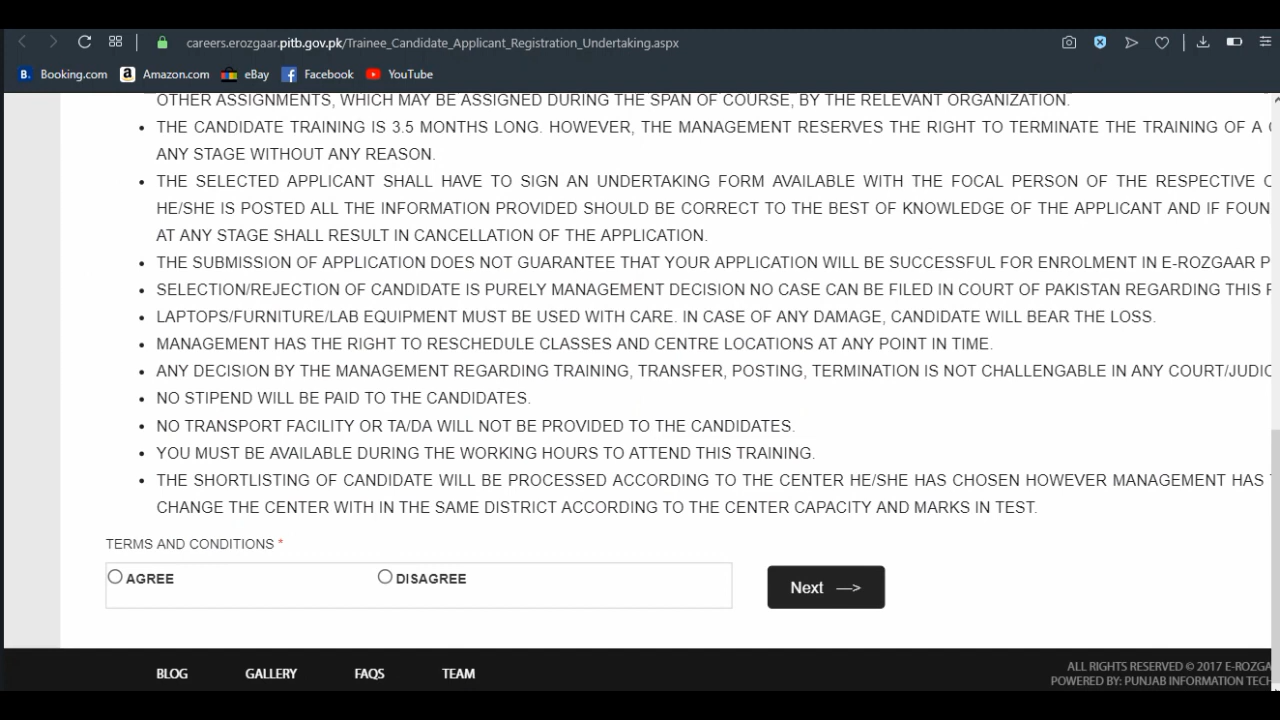 careers.erozgaar.pitb.gov.pk/Trainee_Candidate_Applicant_Registration_Undertaking.aspx
B. Booking.com a Amazon.com eBay f Facebook YouTube
OTHER ASSIGNMENTS, WHICH MAY BE ASSIGNED DURING THE SPAN OF COURSE, BY THE RELEVANT ORGANIZATION.
• THE CANDIDATE TRAINING IS 3.5 MONTHS LONG. HOWEVER, THE MANAGEMENT RESERVES THE RIGHT TO TERMINATE THE TRAINING OF A
ANY STAGE WITHOUT ANY REASON.
• THE SELECTED APPLICANT SHALL HAVE TO SIGN AN UNDERTAKING FORM AVAILABLE WITH THE FOCAL PERSON OF THE RESPECTIVE
HE/SHE IS POSTED ALL THE INFORMATION PROVIDED SHOULD BE CORRECT TO THE BEST OF KNOWLEDGE OF THE APPLICANT AND IF FOUN
AT ANY STAGE SHALL RESULT IN CANCELLATION OF THE APPLICATION.
• THE SUBMISSION OF APPLICATION DOES NOT GUARANTEE THAT YOUR APPLICATION WILL BE SUCCESSFUL FOR ENROLMENT IN E-ROZGAAR P
• SELECTION/REJECTION OF CANDIDATE IS PURELY MANAGEMENT DECISION NO CASE CAN BE FILED IN COURT OF PAKISTAN REGARDING THIS
• LAPTOPS/FURNITURE/LAB EQUIPMENT MUST BE USED WITH CARE. IN CASE OF ANY DAMAGE, CANDIDATE WILL BEAR THE LOSS.
• MANAGEMENT HAS THE RIGHT TO RESCHEDULE CLASSES AND CENTRE LOCATIONS AT ANY POINT IN TIME.
• ANY DECISION BY THE MANAGEMENT REGARDING TRAINING, TRANSFER, POSTING, TERMINATION IS NOT CHALLENGABLE IN ANY COURT/JUDIC
• NO STIPEND WILL BE PAID TO THE CANDIDATES.
• NO TRANSPORT FACILITY OR TA/DA WILL NOT BE PROVIDED TO THE CANDIDATES.
• YOU MUST BE AVAILABLE DURING THE WORKING HOURS TO ATTEND THIS TRAINING.
• THE SHORTLISTING OF CANDIDATE WILL BE PROCESSED ACCORDING TO THE CENTER HE/SHE HAS CHOSEN HOWEVER MANAGEMENT HAS
CHANGE THE CENTER WITH IN THE SAME DISTRICT ACCORDING TO THE CENTER CAPACITY AND MARKS IN TEST.
TERMS AND CONDITIONS *
AGREE DISAGREE
Next —>
BLOG GALLERY FAQS TEAM
ALL RIGHTS RESERVED © 2017 E-ROZGA
POWERED BY: PUNJAB INFORMATION TECH